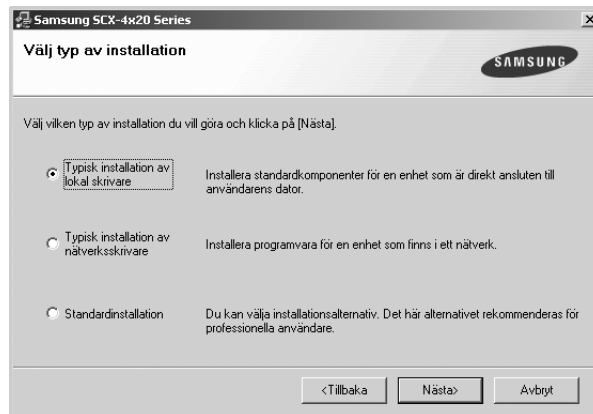 Samsung SCX-4x20 Series
Välj typ av installation
SAMSUNG
Välj vilken typ av installation du vill göra och klicka på [Nästa].
Typisk installation av
lokal skrivare
Installera standardkomponenter för en enhet som är direkt ansluten till
användarens dator.
Typisk installation av
nätverksskrivare
Installera programvara för en enhet som finns i ett nätverk.
Standardinstallation
Du kan välja installationsalternativ. Det här alternativet rekommenderas för
professionella användare.
<Tillbaka
Nästa>
Avbryt